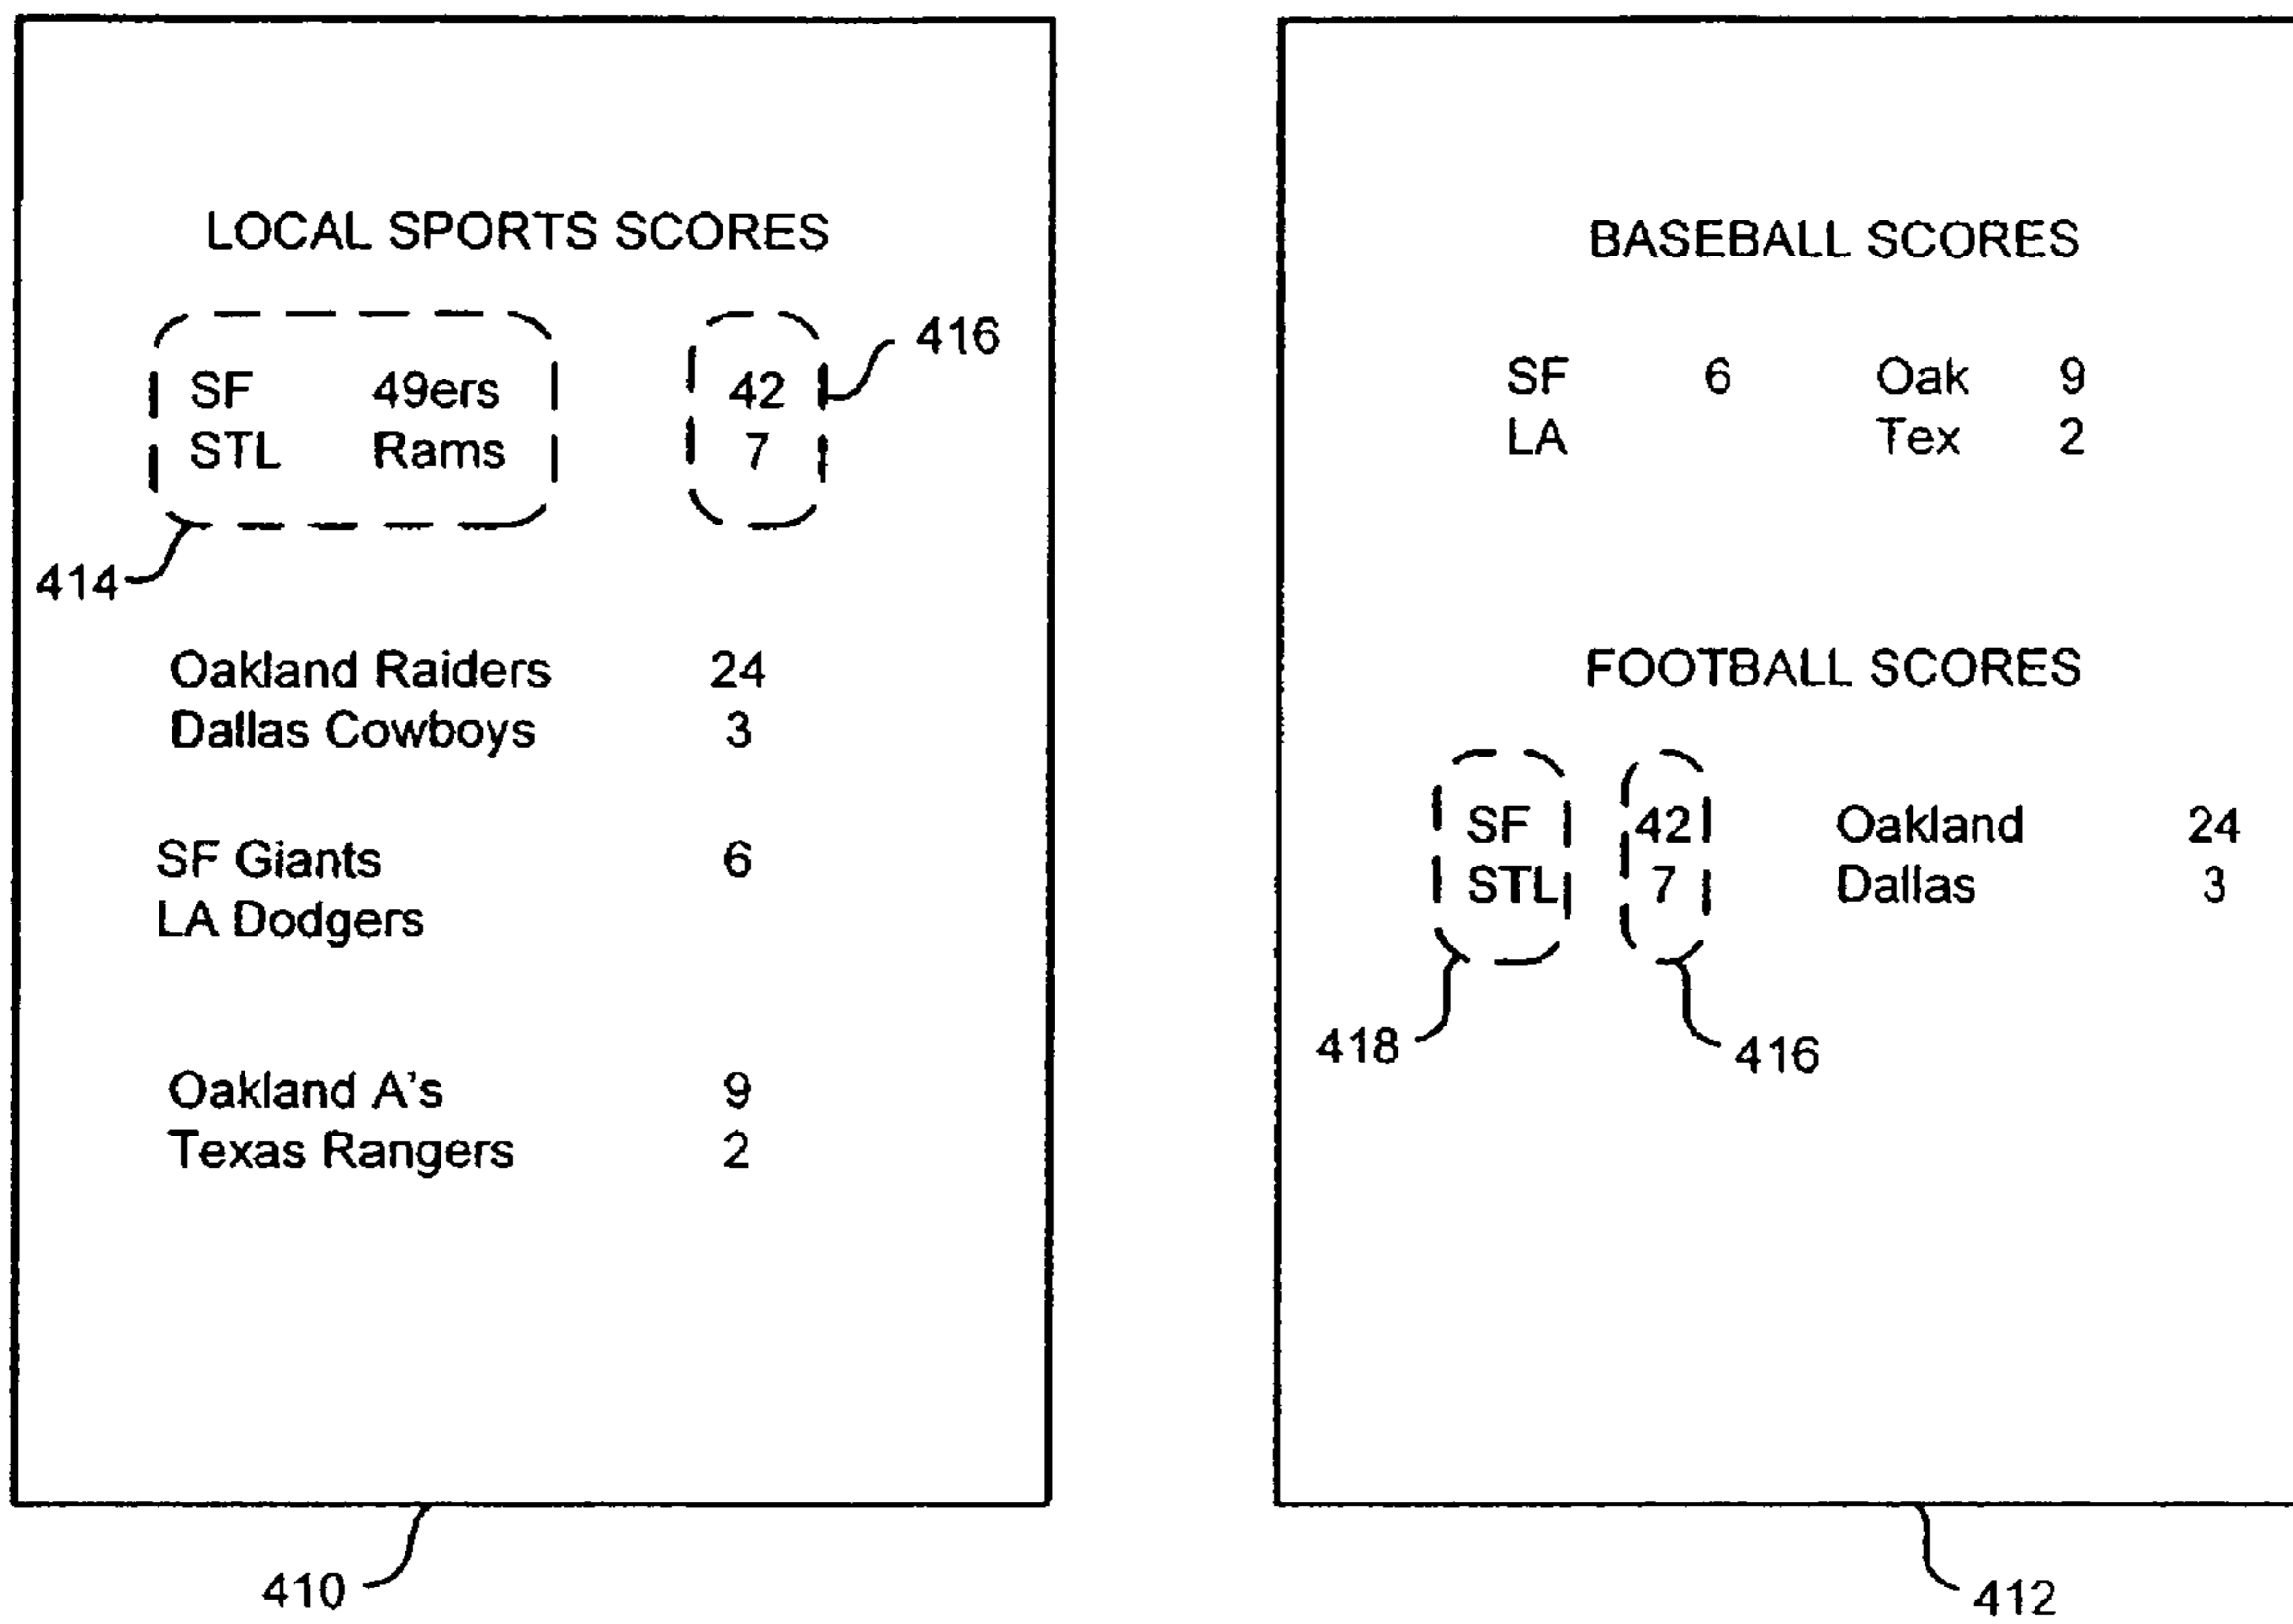 LOCAL SPORTS SCORES
416
SF 49ers 42
STL Rams 7
414
Oakland Raiders 24
Dallas Cowboys 3
SF Giants 6
LA Dodgers
Oakland A's 9
Texas Rangers 2
410
BASEBALL SCORES
SF 6 Oak 9
LA Tex 2
FOOTBALL SCORES
SF 42 Oakland 24
STL 7 Dallas 3
418 416
412